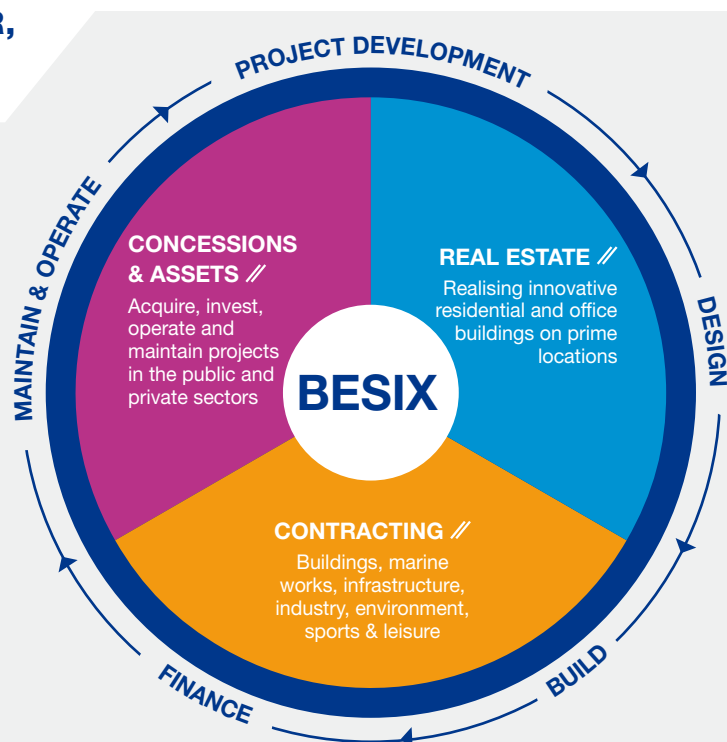 R,
PROJECT DEVELOPMENT
DESIGN
BUILD
FINANCE
MAINTAIN & OPERATE
CONCESSIONS
& ASSETS //
Acquire, invest,
operate and
maintain projects
in the public and
private sectors
REAL ESTATE //
Realising innovative
residential and office
buildings on prime
locations
BESIX
CONTRACTING //
Buildings, marine
works, infrastructure,
industry, environment,
sports & leisure